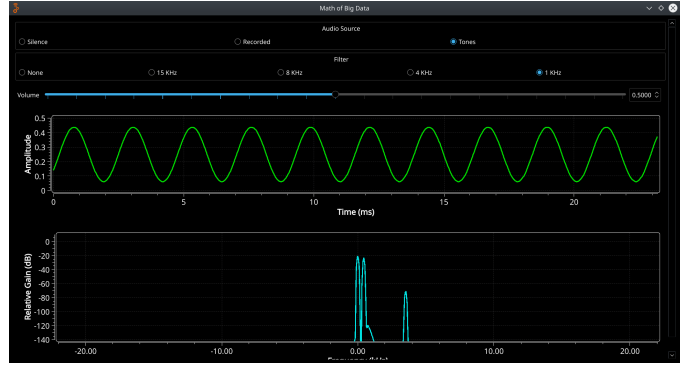 Math of Big Data
Audio Source
Silence Recorded Tones
Filter
None 15 KHz 8 KHz 4 KHz 1 KHz
Volume 0.5000
Amplitude
0.5
0.4
0.3
0.2
0.1
0
0 5 10 15 20
Time (ms)
Relative Gain (dB)
0
-20
-40
-60
-80
-100
-120
-140
-20.00 -10.00 0.00 10.00 20.00
Frequency (kHz)